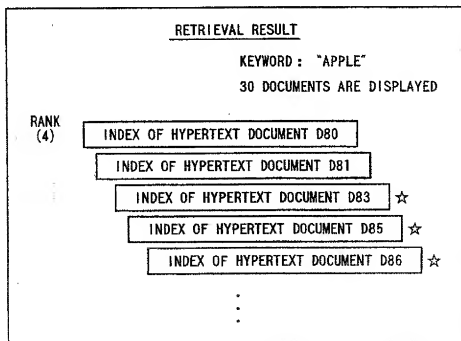 RETRIEVAL RESULT
KEYWORD : "APPLE"
30 DOCUMENTS ARE DISPLAYED
RANK
(4)
INDEX OF HYPERTEXT DOCUMENT D80
INDEX OF HYPERTEXT DOCUMENT D81
INDEX OF HYPERTEXT DOCUMENT D83 ☆
INDEX OF HYPERTEXT DOCUMENT D85 ☆
INDEX OF HYPERTEXT DOCUMENT D86 ☆